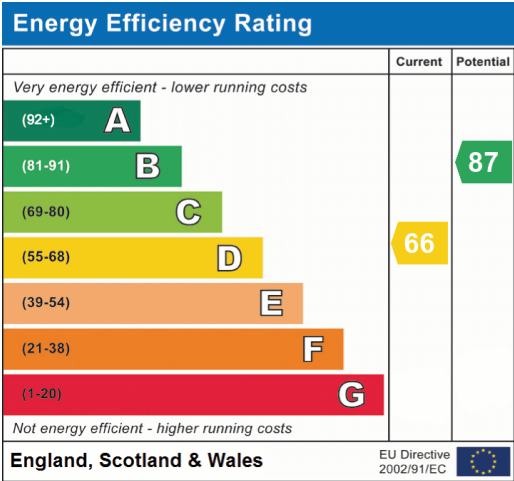 Energy Efficiency Rating
Current Potential
Very energy efficient - lower running costs
(92+) A
(81-91) B
87
(69-80) C
(55-68) D
66
(39-54) E
(21-38) F
(1-20) G
Not energy efficient - higher running costs
England, Scotland & Wales
EU Directive
2002/91/EC